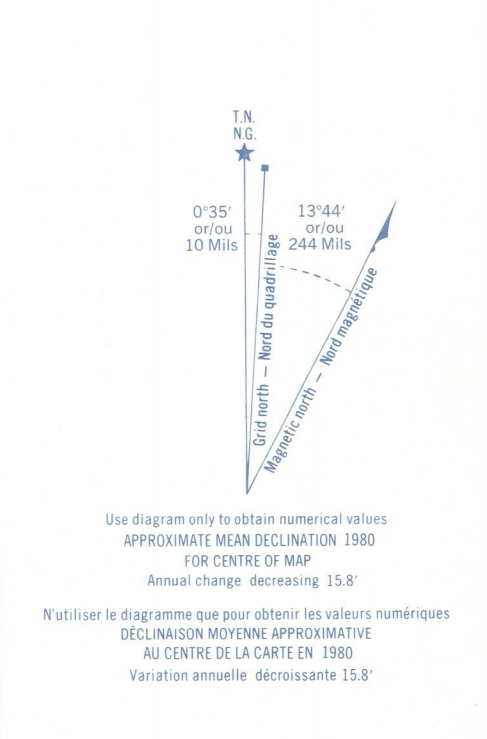 T.N.
N.G.
0°35′
or/ou
10 Mils
13°44′
or/ou
244 Mils
Grid north — Nord du quadrillage
Magnetic north — Nord magnétique
Use diagram only to obtain numerical values
APPROXIMATE MEAN DECLINATION 1980
FOR CENTRE OF MAP
Annual change decreasing 15.8′
N'utiliser le diagramme que pour obtenir les valeurs numériques
DÉCLINAISON MOYENNE APPROXIMATIVE
AU CENTRE DE LA CARTE EN 1980
Variation annuelle décroissante 15.8′